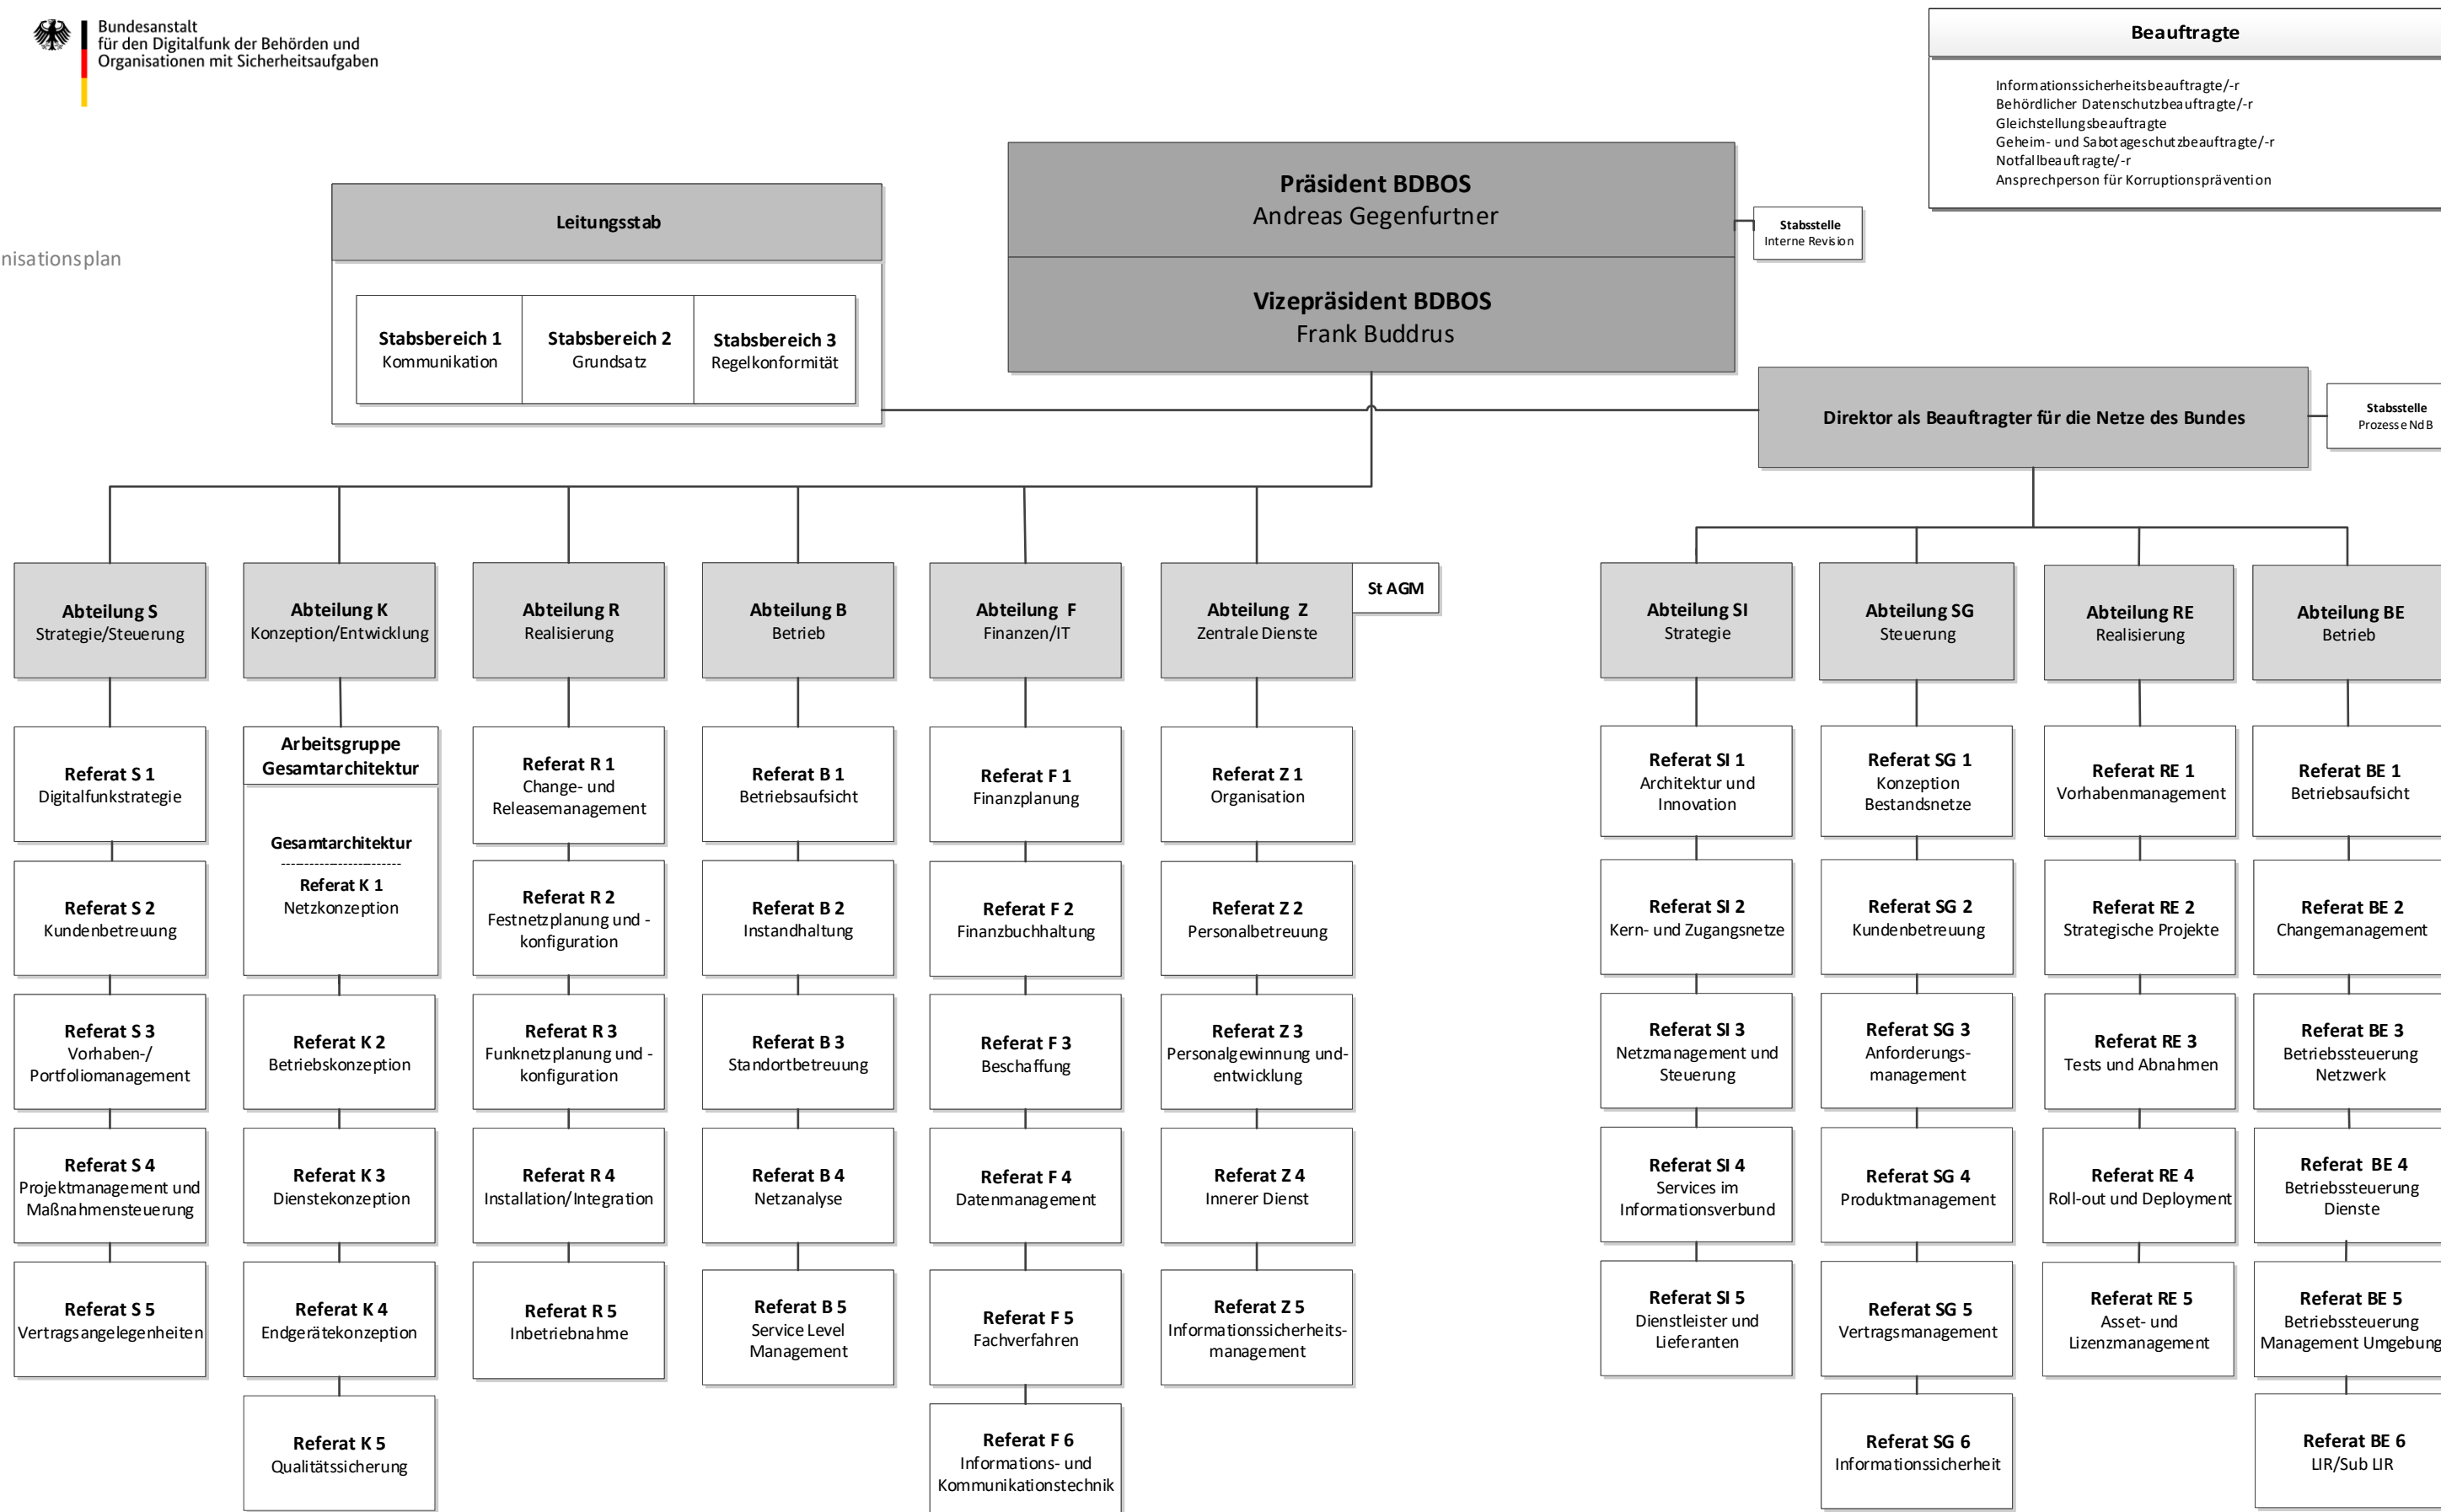 Bundesanstalt
für den Digitalfunk der Behörden und
Organisationen mit Sicherheitsaufgaben
Beauftragte
Informationssicherheitsbeauftragte/-r
Behördlicher Datenschutzbeauftragte/-r
Gleichstellungsbeauftragte
Geheim- und Sabotageschutzbeauftragte/-r
Notfallbeauftragte/-r
Ansprechperson für Korruptionsprävention
nisationsplan
Leitungsstab
Stabsbereich 1
Kommunikation
Stabsbereich 2
Grundsatz
Stabsbereich 3
Regelkonformität
Präsident BDBOS
Andreas Gegenfurtner
Vizepräsident BDBOS
Frank Buddrus
Stabsstelle
Interne Revision
Direktor als Beauftragter für die Netze des Bundes
Stabsstelle
Prozesse NdB
Abteilung S
Strategie/Steuerung
Referat S 1
Digitalfunkstrategie
Referat S 2
Kundenbetreuung
Referat S 3
Vorhaben-/
Portfoliomanagement
Referat S 4
Projektmanagement und
Maßnahmensteuerung
Referat S 5
Vertragsangelegenheiten
Abteilung K
Konzeption/Entwicklung
Arbeitsgruppe
Gesamtarchitektur
Gesamtarchitektur
-------------------------
Referat K 1
Netzkonzeption
Referat K 2
Betriebskonzeption
Referat K 3
Dienstekonzeption
Referat K 4
Endgerätekonzeption
Referat K 5
Qualitätssicherung
Abteilung R
Realisierung
Referat R 1
Change- und
Releasemanagement
Referat R 2
Festnetzplanung und -
konfiguration
Referat R 3
Funknetzplanung und -
konfiguration
Referat R 4
Installation/Integration
Referat R 5
Inbetriebnahme
Abteilung B
Betrieb
Referat B 1
Betriebsaufsicht
Referat B 2
Instandhaltung
Referat B 3
Standortbetreuung
Referat B 4
Netzanalyse
Referat B 5
Service Level
Management
Abteilung F
Finanzen/IT
Referat F 1
Finanzplanung
Referat F 2
Finanzbuchhaltung
Referat F 3
Beschaffung
Referat F 4
Datenmanagement
Referat F 5
Fachverfahren
Referat F 6
Informations- und
Kommunikationstechnik
Abteilung Z
Zentrale Dienste
St AGM
Referat Z 1
Organisation
Referat Z 2
Personalbetreuung
Referat Z 3
Personalgewinnung und-
entwicklung
Referat Z 4
Innerer Dienst
Referat Z 5
Informationssicherheits-
management
Abteilung SI
Strategie
Referat SI 1
Architektur und
Innovation
Referat SI 2
Kern- und Zugangsnetze
Referat SI 3
Netzmanagement und
Steuerung
Referat SI 4
Services im
Informationsverbund
Referat SI 5
Dienstleister und
Lieferanten
Abteilung SG
Steuerung
Referat SG 1
Konzeption
Bestandsnetze
Referat SG 2
Kundenbetreuung
Referat SG 3
Anforderungs-
management
Referat SG 4
Produktmanagement
Referat SG 5
Vertragsmanagement
Referat SG 6
Informationssicherheit
Abteilung RE
Realisierung
Referat RE 1
Vorhabenmanagement
Referat RE 2
Strategische Projekte
Referat RE 3
Tests und Abnahmen
Referat RE 4
Roll-out und Deployment
Referat RE 5
Asset- und
Lizenzmanagement
Abteilung BE
Betrieb
Referat BE 1
Betriebsaufsicht
Referat BE 2
Changemanagement
Referat BE 3
Betriebssteuerung
Netzwerk
Referat BE 4
Betriebssteuerung
Dienste
Referat BE 5
Betriebssteuerung
Management Umgebung
Referat BE 6
LIR/Sub LIR